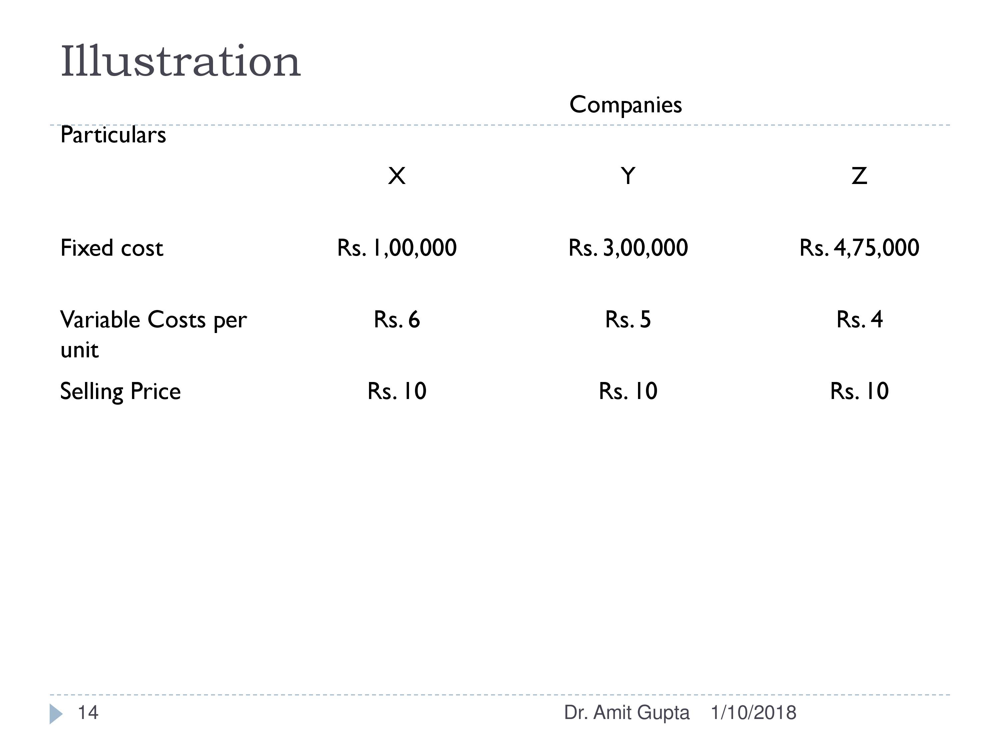 Illustration
Companies
Particulars
X Y Z
Fixed cost Rs. 1,00,000 Rs. 3,00,000 Rs. 4,75,000
Variable Costs per Rs. 6 Rs. 5 Rs. 4
unit
Selling Price Rs. 10 Rs. 10 Rs. 10
14 Dr. Amit Gupta 1/10/2018